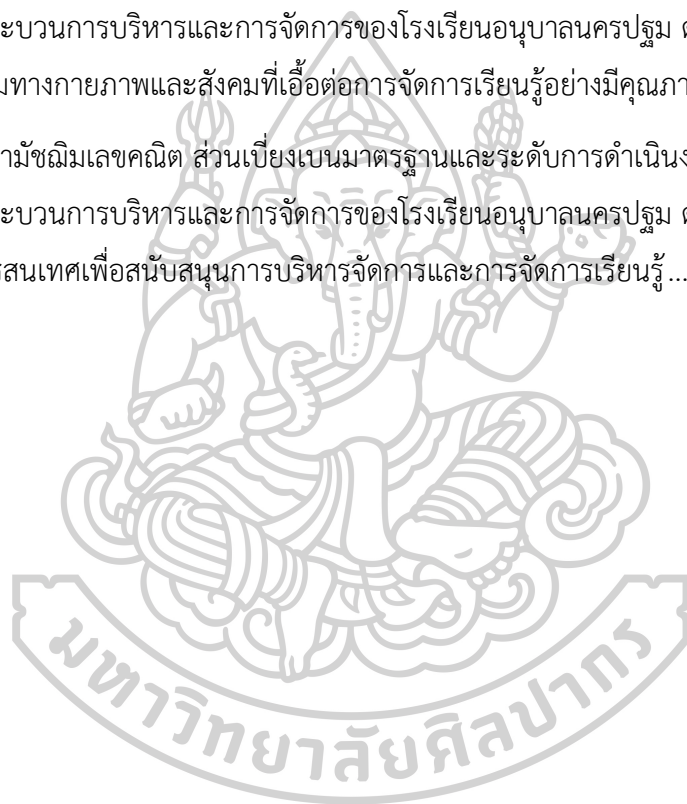 ะบวนการบริหารและการจัดการของโรงเรียนอนุบาลนครปฐม
มทางกายภาพและสังคมที่เอื้อต่อการจัดการเรียนรู้อย่างมีคุณภา
ามัชฌิมเลขคณิต ส่วนเบี่ยงเบนมาตรฐานและระดับการดำเนินง
ะบวนการบริหารและการจัดการของโรงเรียนอนุบาลนครปฐม
รสนเทศเพื่อสนับสนุนการบริหารจัดการและการจัดการเรียนรู้...
มหาวิทยาลัยศิลปากร